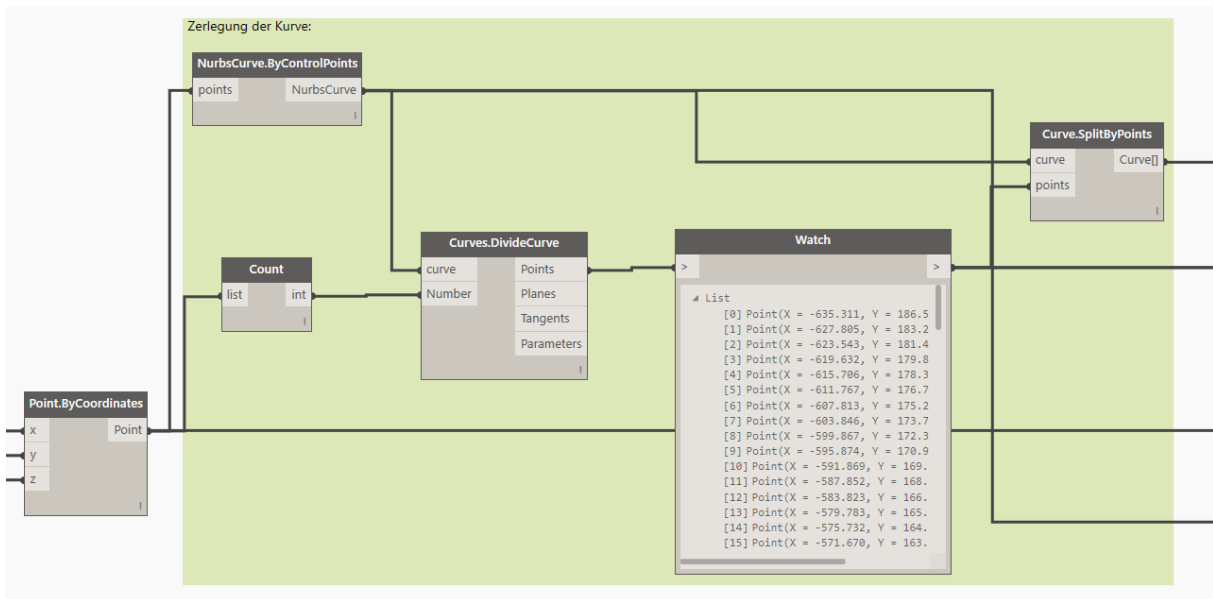 Zerlegung der Kurve:
NurbsCurve.ByControlPoints
points NurbsCurve
Curve.SplitByPoints
curve Curve[]
points
Curves.DivideCurve
curve Points
Number Planes
Tangents
Parameters
Watch
> >
List
[0] Point(X = -635.311, Y = 186.5
[1] Point(X = -627.805, Y = 183.2
[2] Point(X = -623.543, Y = 181.4
[3] Point(X = -619.632, Y = 179.8
[4] Point(X = -615.706, Y = 178.3
[5] Point(X = -611.767, Y = 176.7
[6] Point(X = -607.813, Y = 175.2
[7] Point(X = -603.846, Y = 173.7
[8] Point(X = -599.867, Y = 172.3
[9] Point(X = -595.874, Y = 170.9
[10] Point(X = -591.869, Y = 169.
[11] Point(X = -587.852, Y = 168.
[12] Point(X = -583.823, Y = 166.
[13] Point(X = -579.783, Y = 165.
[14] Point(X = -575.732, Y = 164.
[15] Point(X = -571.670, Y = 163.
Count
list int
Point.ByCoordinates
x Point
y
z